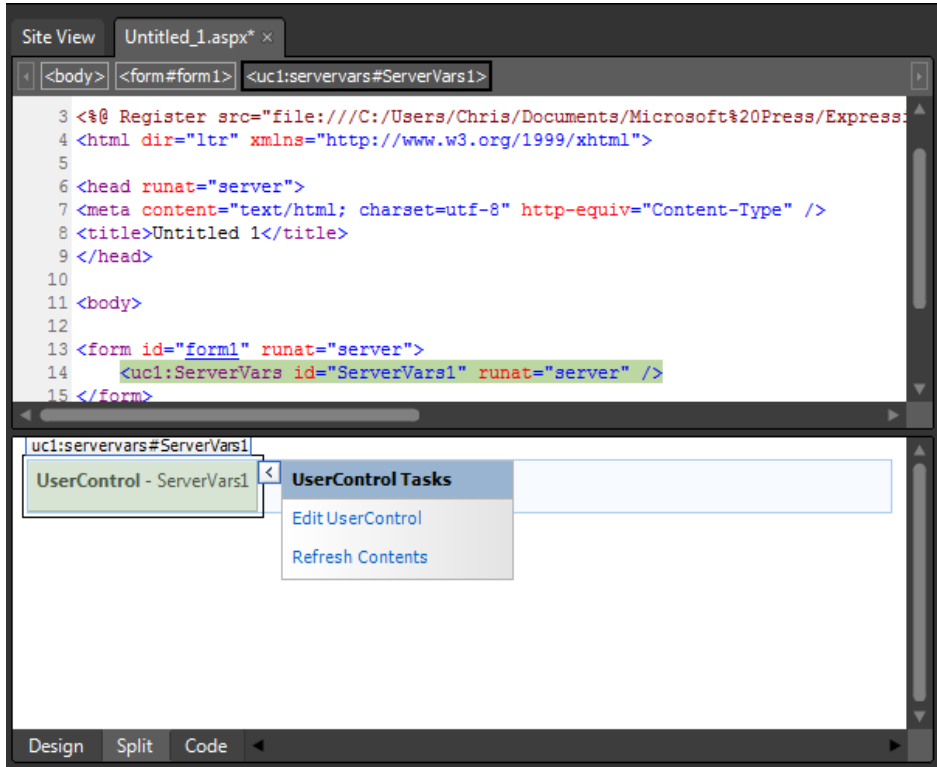 Site View Untitled_1.aspx* ×
<body> <form#form1> <uc1:servervars#ServerVars1>
3 <%@ Register src="file:///C:/Users/Chris/Documents/Microsoft%20Press/Expressi
4 <html dir="ltr" xmlns="http://www.w3.org/1999/xhtml">
5
6 <head runat="server">
7 <meta content="text/html; charset=utf-8" http-equiv="Content-Type" />
8 <title>Untitled 1</title>
9 </head>
10
11 <body>
12
13 <form id="form1" runat="server">
14 <uc1:ServerVars id="ServerVars1" runat="server" />
15 </form>
uc1:servervars#ServerVars1
UserControl - ServerVars1 <
UserControl Tasks
Edit UserControl
Refresh Contents
Design Split Code